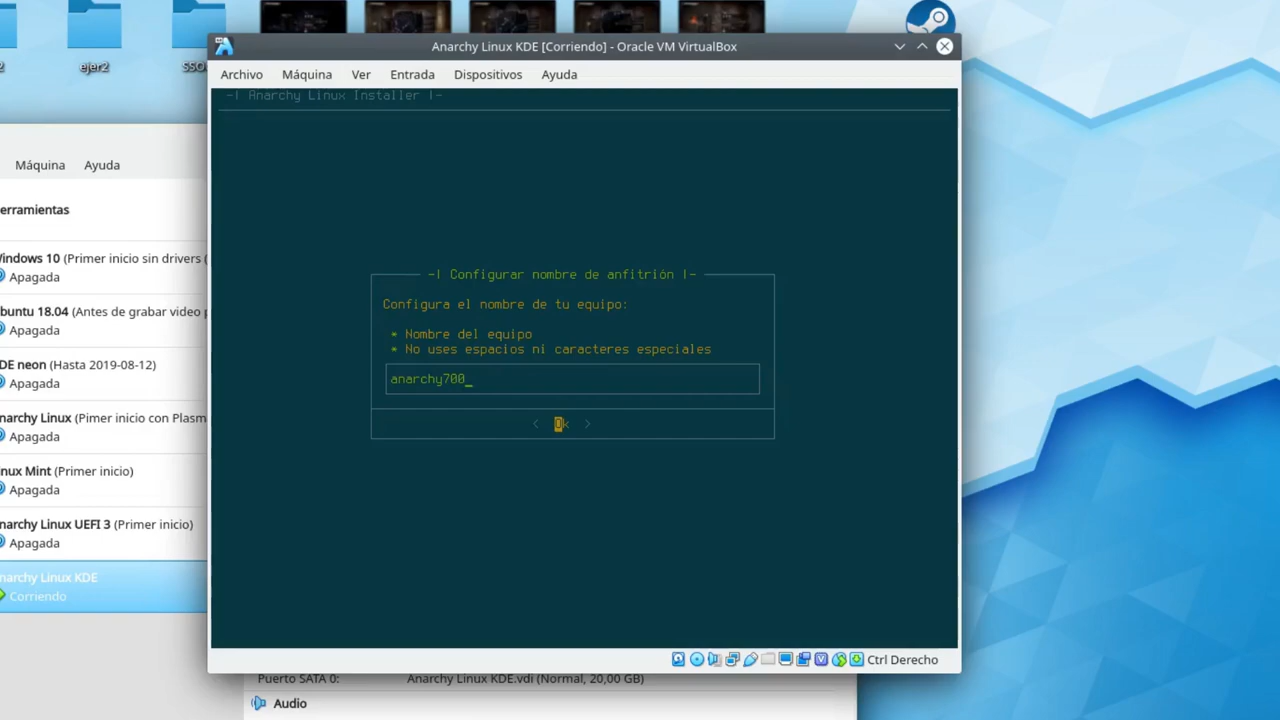 2
ejer2
SSO
Anarchy Linux KDE [Corriendo] - Oracle VM VirtualBox
Archivo Máquina Ver Entrada Dispositivos Ayuda
-| Anarchy Linux Installer |-
Máquina Ayuda
erramientas
Windows 10 (Primer inicio sin drivers (
Apagada
buntu 18.04 (Antes de grabar video p
Apagada
DE neon (Hasta 2019-08-12)
Apagada
narchy Linux (Pimer inicio con Plasm
Apagada
nux Mint (Primer inicio)
Apagada
narchy Linux UEFI 3 (Primer inicio)
Apagada
narchy Linux KDE
Corriendo
-| Configurar nombre de anfitrión |-
Configura el nombre de tu equipo:
* Nombre del equipo
* No uses espacios ni caracteres especiales
anarchy700_
< Ok >
Ctrl Derecho
Puerto SATA 0: Anarchy Linux KDE.vdi (Normal, 20,00 GB)
Audio